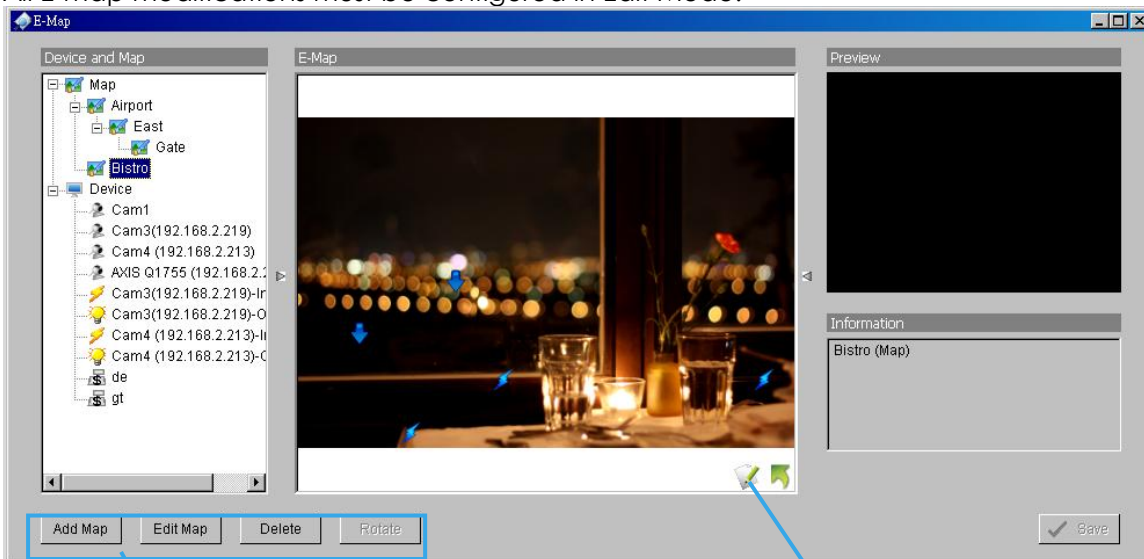 All E-Map modifications must be configured in Edit Mode.
E-Map
Device and Map
E-Map
Preview
Map
Airport
East
Gate
Bistro
Device
Cam1
Cam3(192.168.2.219)
Cam4 (192.168.2.213)
AXIS Q1755 (192.168.2.
Cam3(192.168.2.219)-In
Cam3(192.168.2.219)-O
Cam4 (192.168.2.213)-In
Cam4 (192.168.2.213)-O
de
gt
Information
Bistro (Map)
Add Map
Edit Map
Delete
Rotate
Save